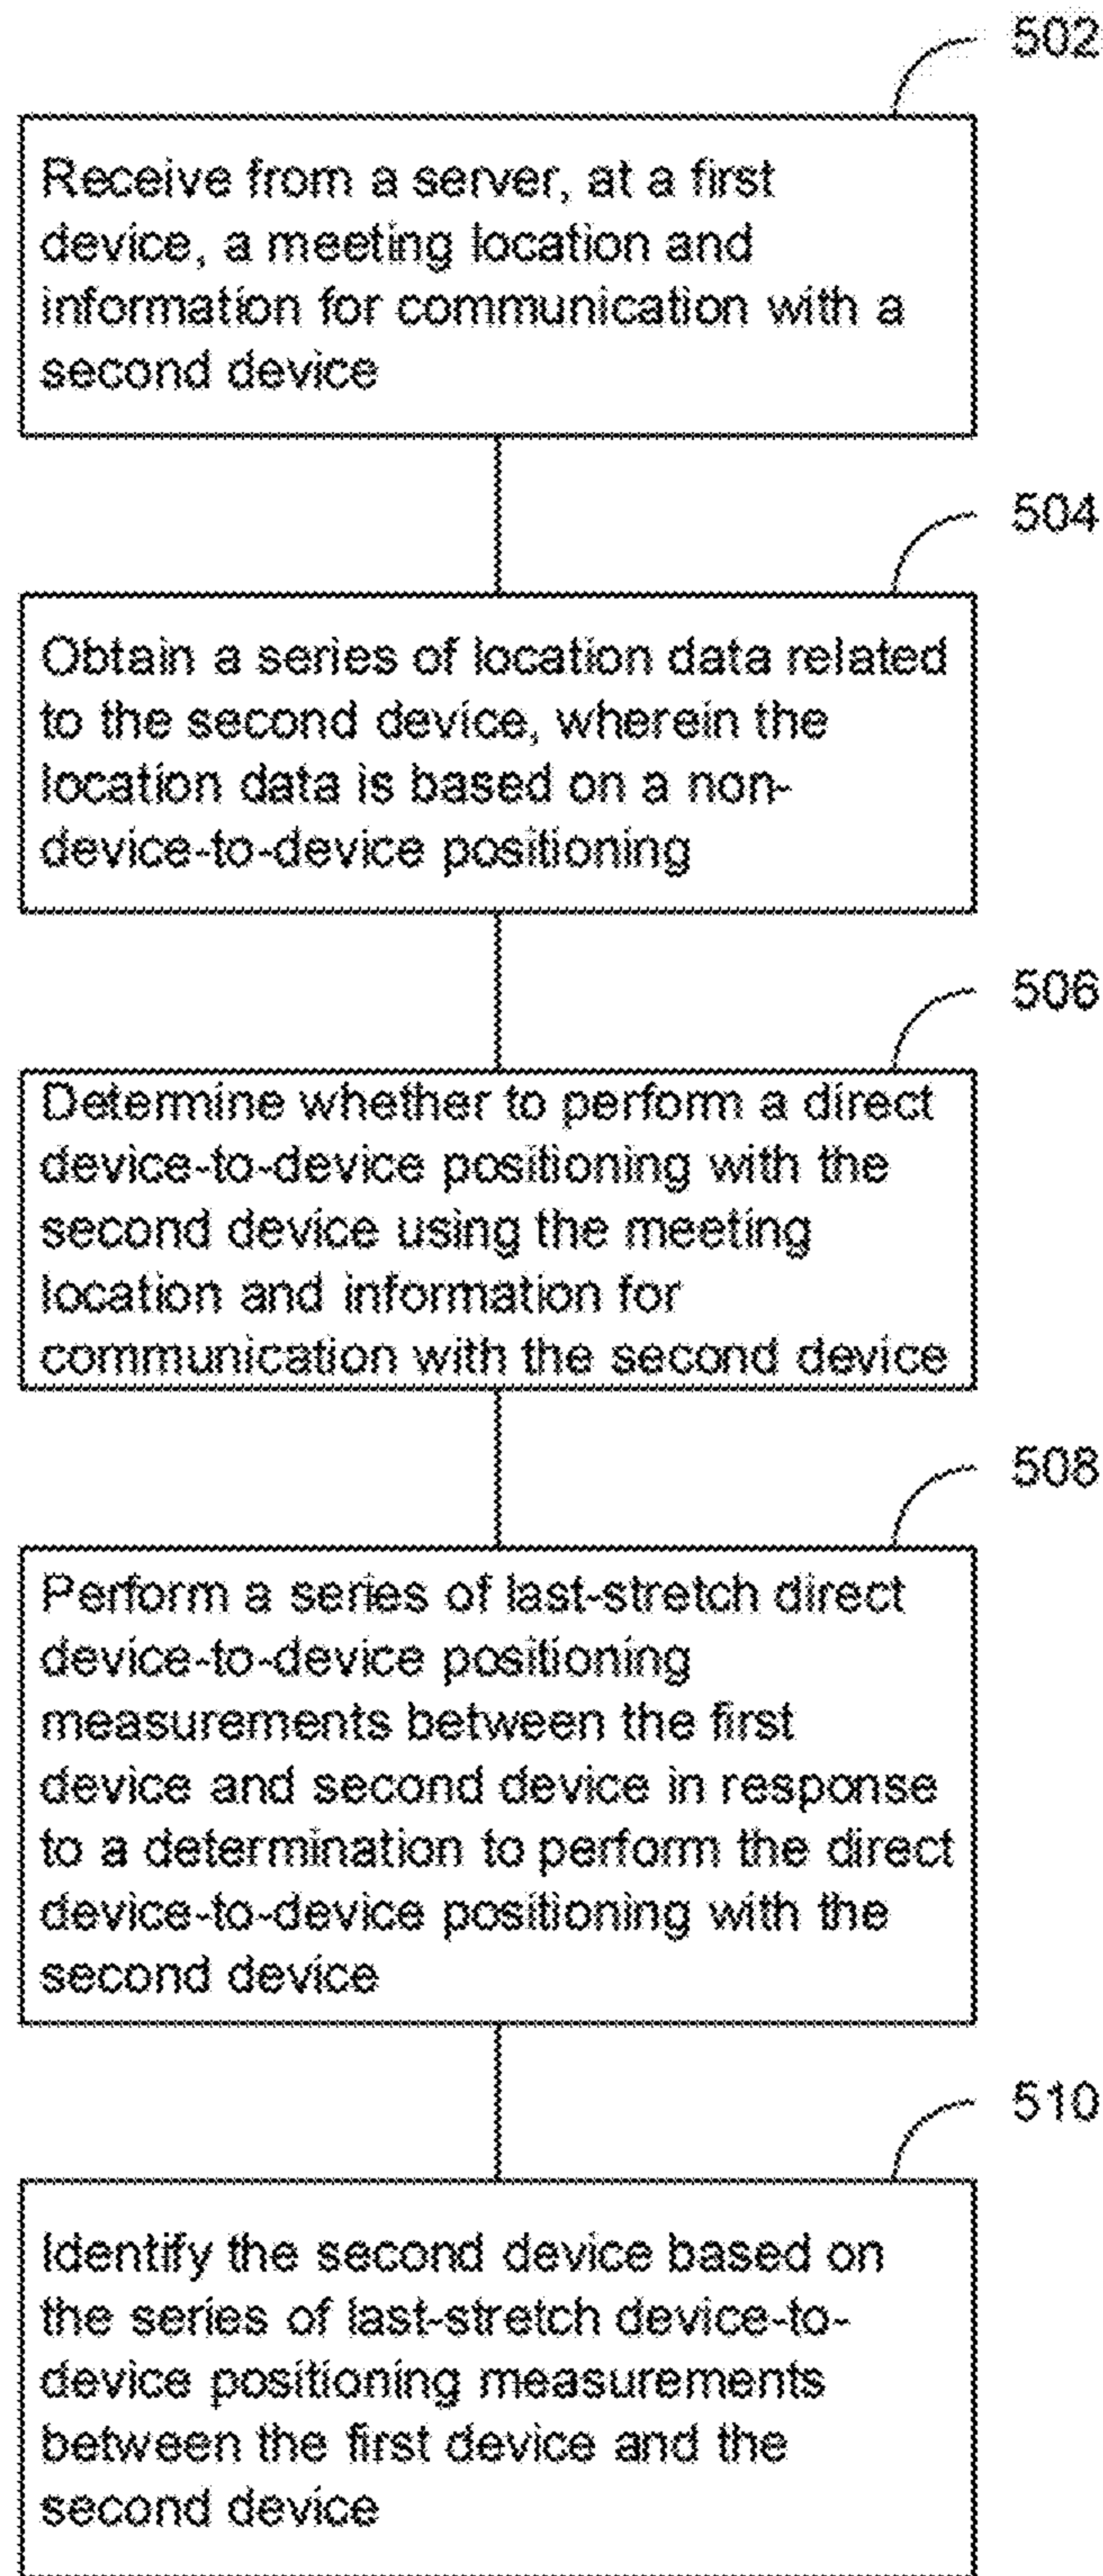 502
Receive from a server, at a first
device, a meeting location and
information for communication with a
second device
504
Obtain a series of location data related
to the second device, wherein the
location data is based on a non-
device-to-device positioning
506
Determine whether to perform a direct
device-to-device positioning with the
second device using the meeting
location and information for
communication with the second device
508
Perform a series of last-stretch direct
device-to-device positioning
measurements between the first
device and second device in response
to a determination to perform the direct
device-to-device positioning with the
second device
510
Identify the second device based on
the series of last-stretch device-to-
device positioning measurements
between the first device and the
second device